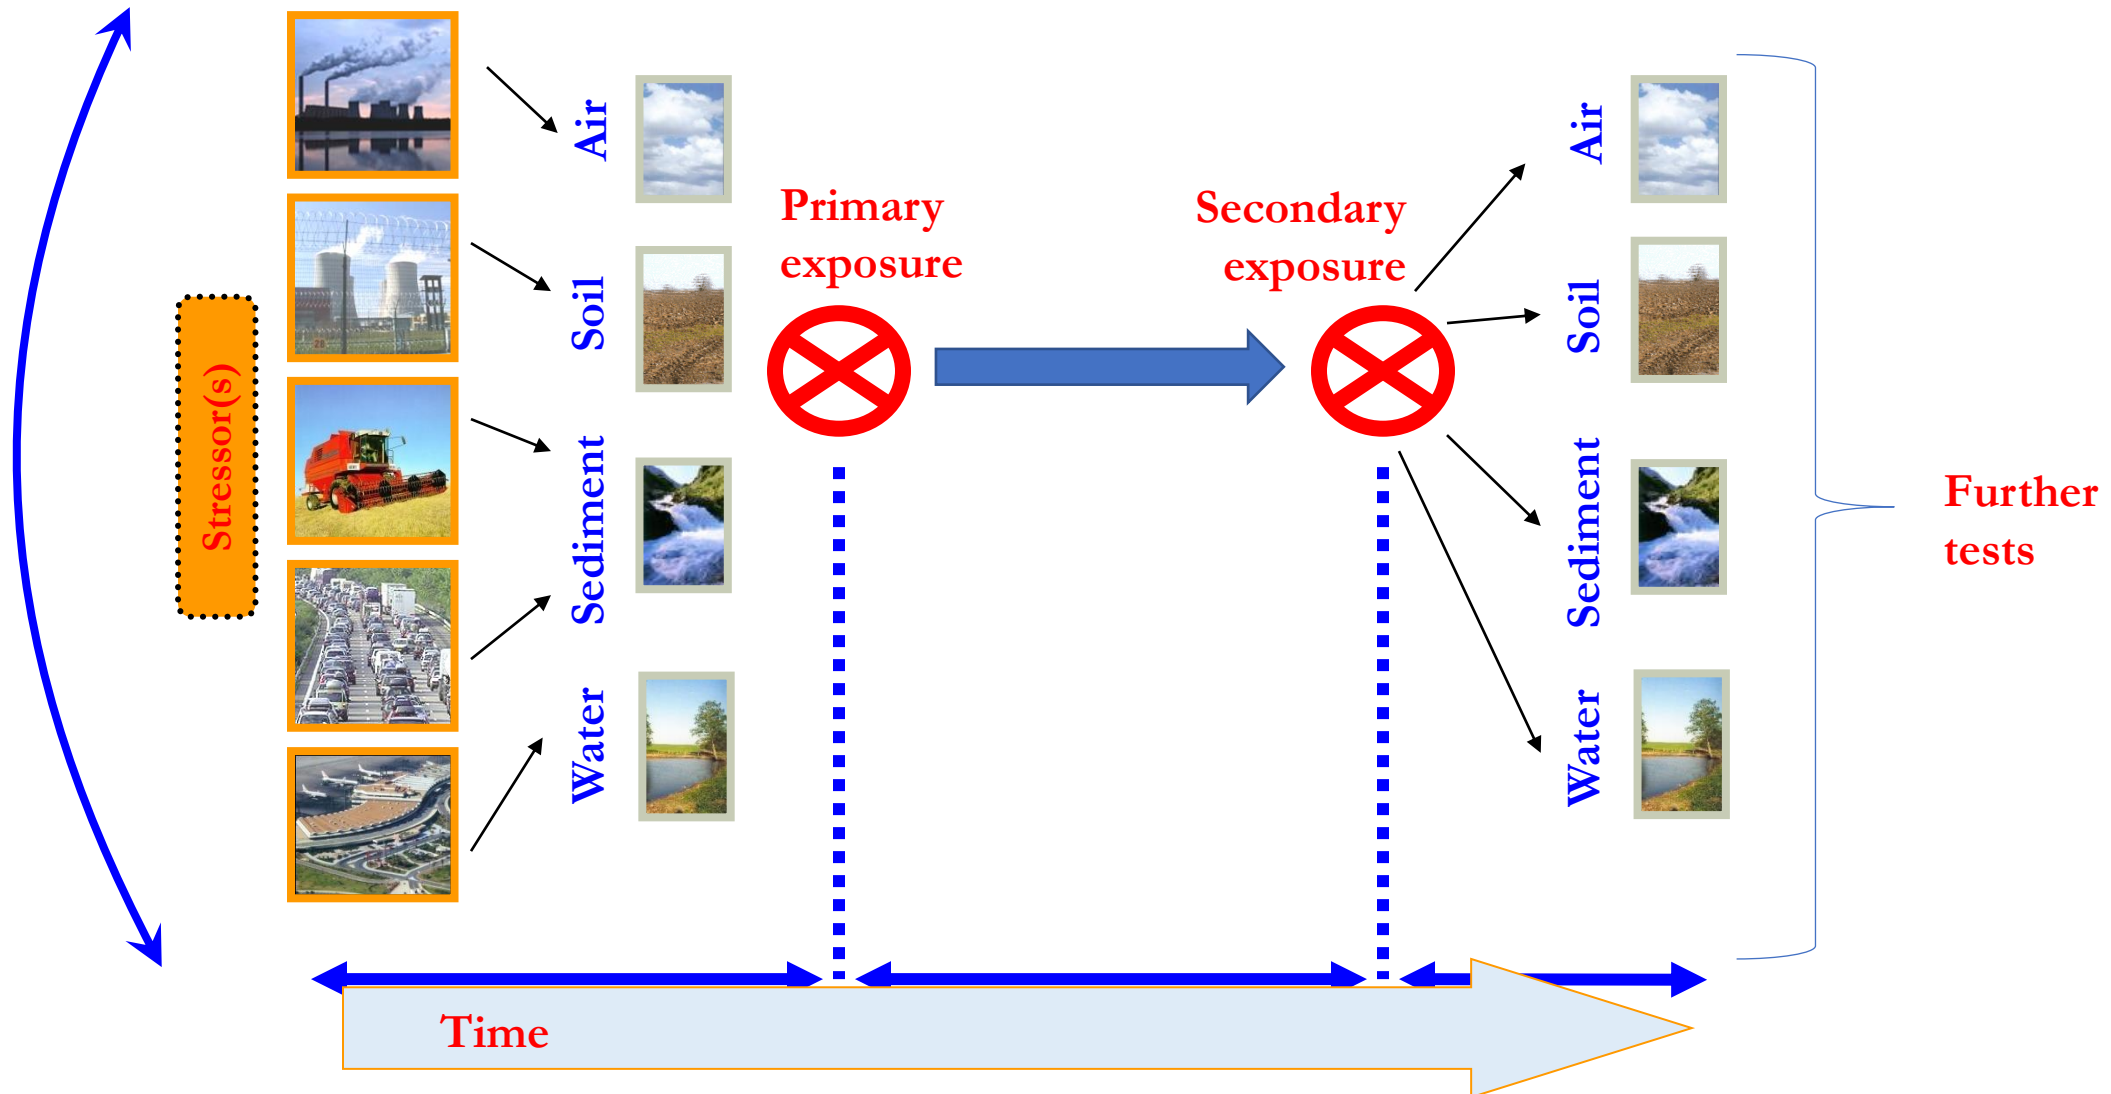 Stressor(s)
Air
Soil
Sediment
Water
Primary
exposure
Secondary
exposure
Air
Soil
Sediment
Water
Further
tests
Time